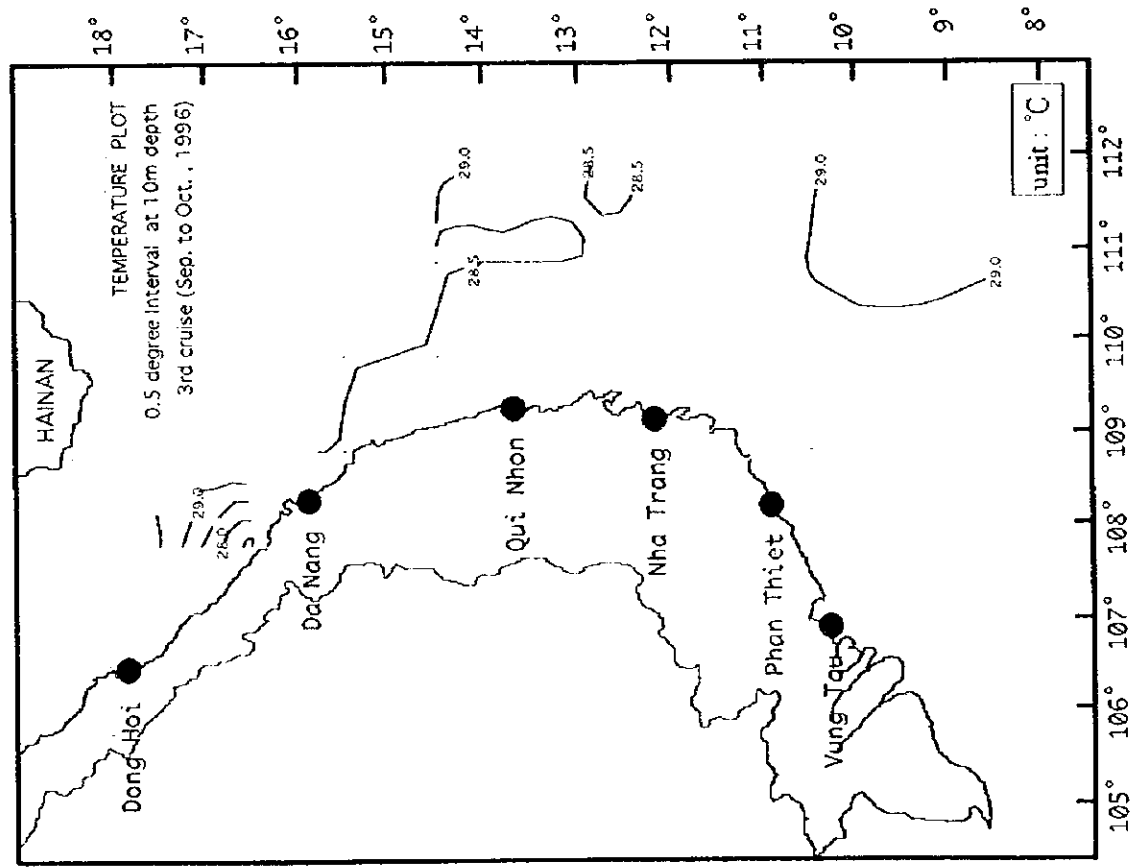 TEMPERATURE PLOT
0.5 degree Interval at 10m depth
3rd cruise (Sep. to Oct., 1996)
HAINAN
18°
17°
16°
15°
14°
13°
12°
11°
10°
9°
8°
Dong Hoi
Da Nang
Qui Nhon
Nha Trang
Phan Thiet
Vung Tau
29.0
28.0
29.0
28.5
28.5
28.5
29.0
29.0
unit : °C
105°
106°
107°
108°
109°
110°
111°
112°